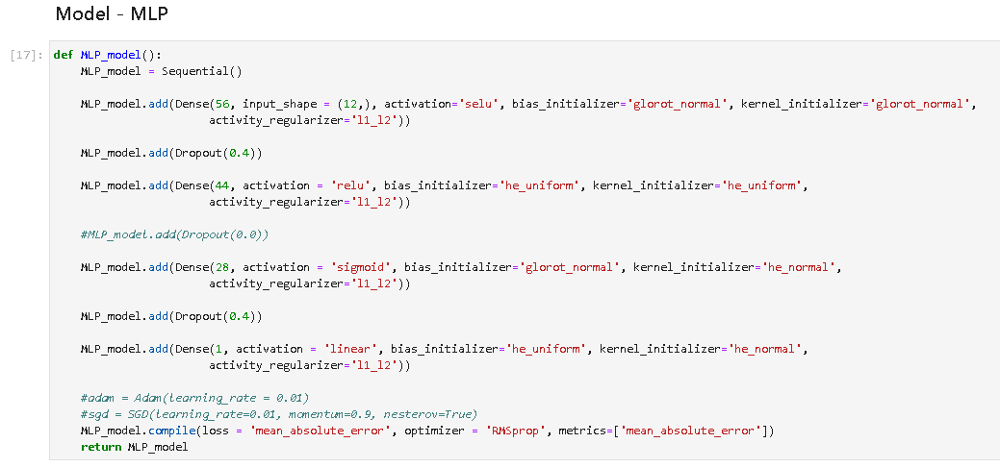 Model - MLP
[17]: def MLP_model():
MLP_model = Sequential()
MLP_model.add(Dense(56, input_shape = (12,), activation='selu', bias_initializer='glorot_normal', kernel_initializer='glorot_normal',
activity_regularizer='l1_l2'))
MLP_model.add(Dropout(0.4))
MLP_model.add(Dense(44, activation = 'relu', bias_initializer='he_uniform', kernel_initializer='he_uniform',
activity_regularizer='l1_l2'))
#MLP_model.add(Dropout(0.0))
MLP_model.add(Dense(28, activation = 'sigmoid', bias_initializer='glorot_normal', kernel_initializer='he_normal',
activity_regularizer='l1_l2'))
MLP_model.add(Dropout(0.4))
MLP_model.add(Dense(1, activation = 'linear', bias_initializer='he_uniform', kernel_initializer='he_normal',
activity_regularizer='l1_l2'))
#adam = Adam(learning_rate = 0.01)
#sgd = SGD(learning_rate=0.01, momentum=0.9, nesterov=True)
MLP_model.compile(loss = 'mean_absolute_error', optimizer = 'RMSprop', metrics=['mean_absolute_error'])
return MLP_model